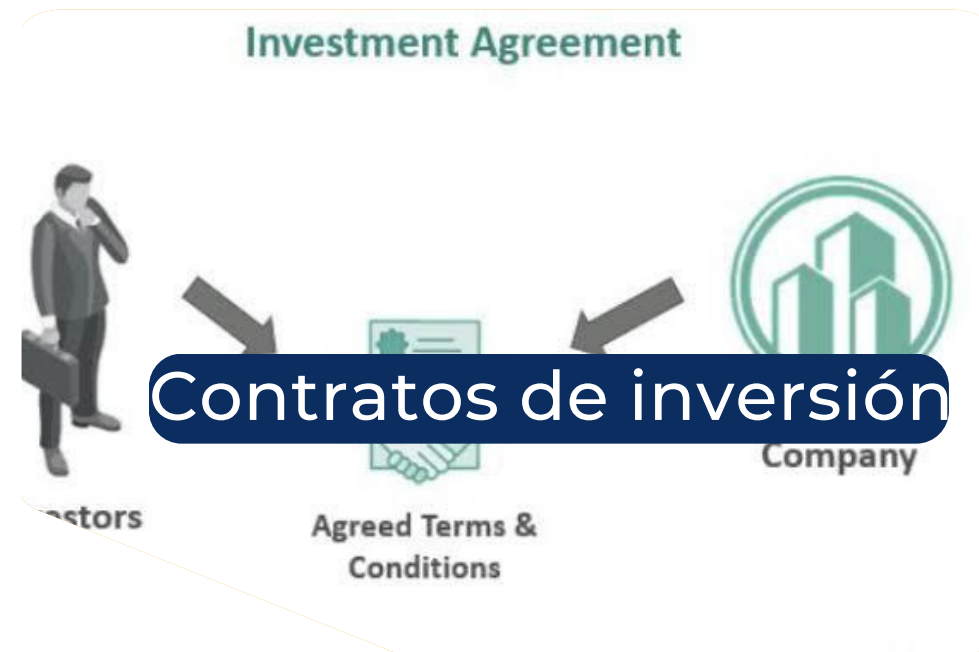 Investment Agreement
Contratos de inversión
Company
Agreed Terms &
Conditions